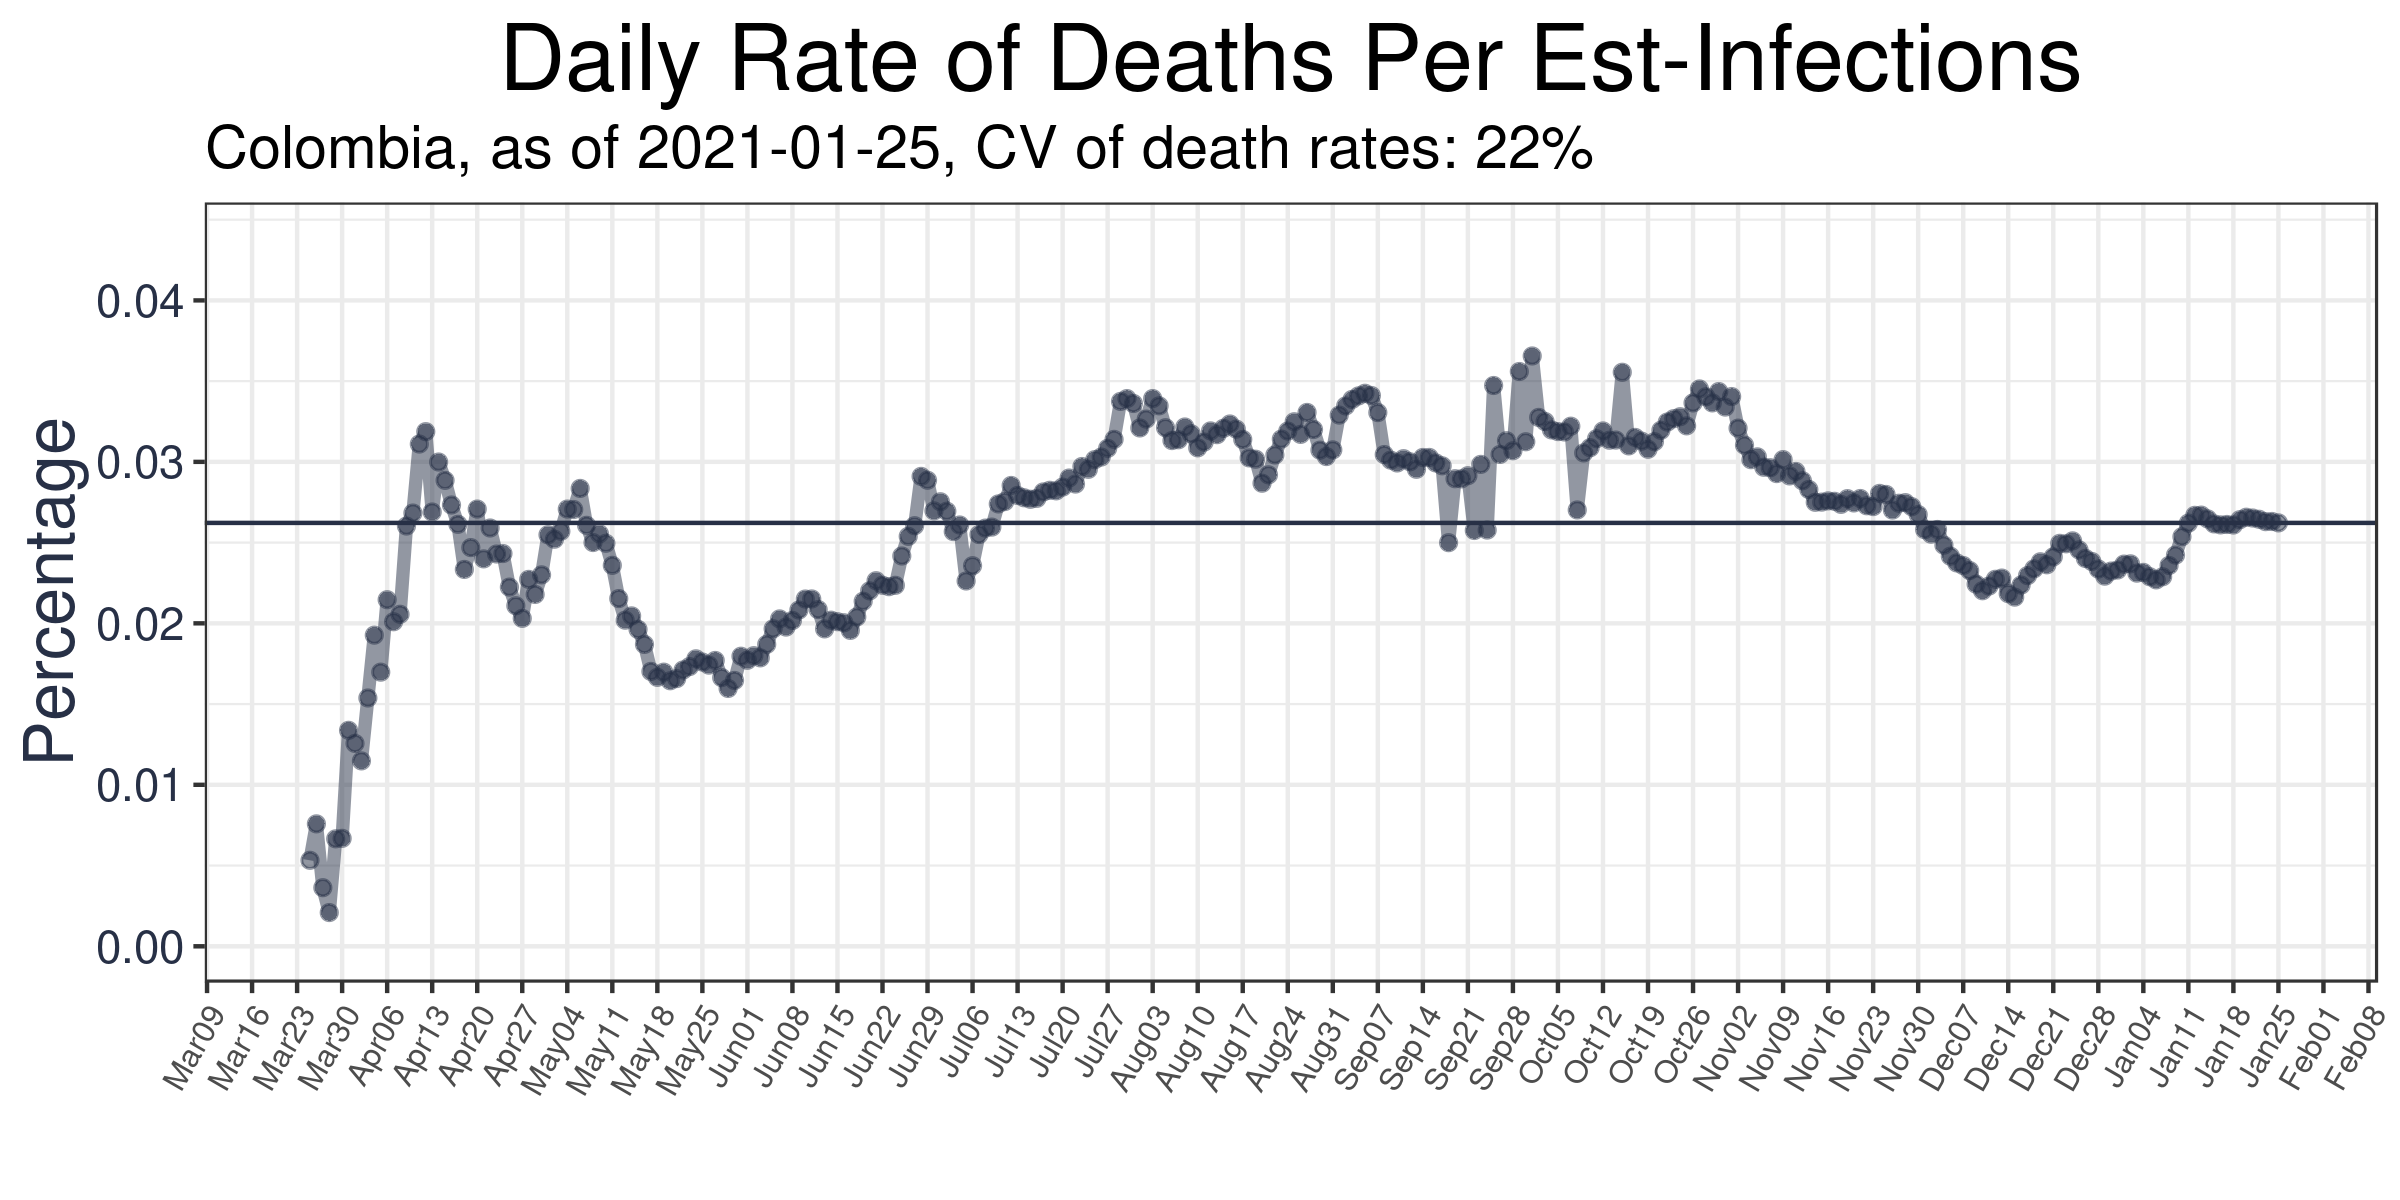 Daily Rate of Deaths Per Est-Infections
Colombia, as of 2021-01-25, CV of death rates: 22%
Percentage
0.04
0.03
0.02
0.01
0.00
Mar09
Mar16
Mar23
Mar30
Apr06
Apr13
Apr20
Apr27
May04
May11
May18
May25
Jun01
Jun08
Jun15
Jun22
Jun29
Jul06
Jul13
Jul20
Jul27
Aug03
Aug10
Aug17
Aug24
Aug31
Sep07
Sep14
Sep21
Sep28
Oct05
Oct12
Oct19
Oct26
Nov02
Nov09
Nov16
Nov23
Nov30
Dec07
Dec14
Dec21
Dec28
Jan04
Jan11
Jan18
Jan25
Feb01
Feb08